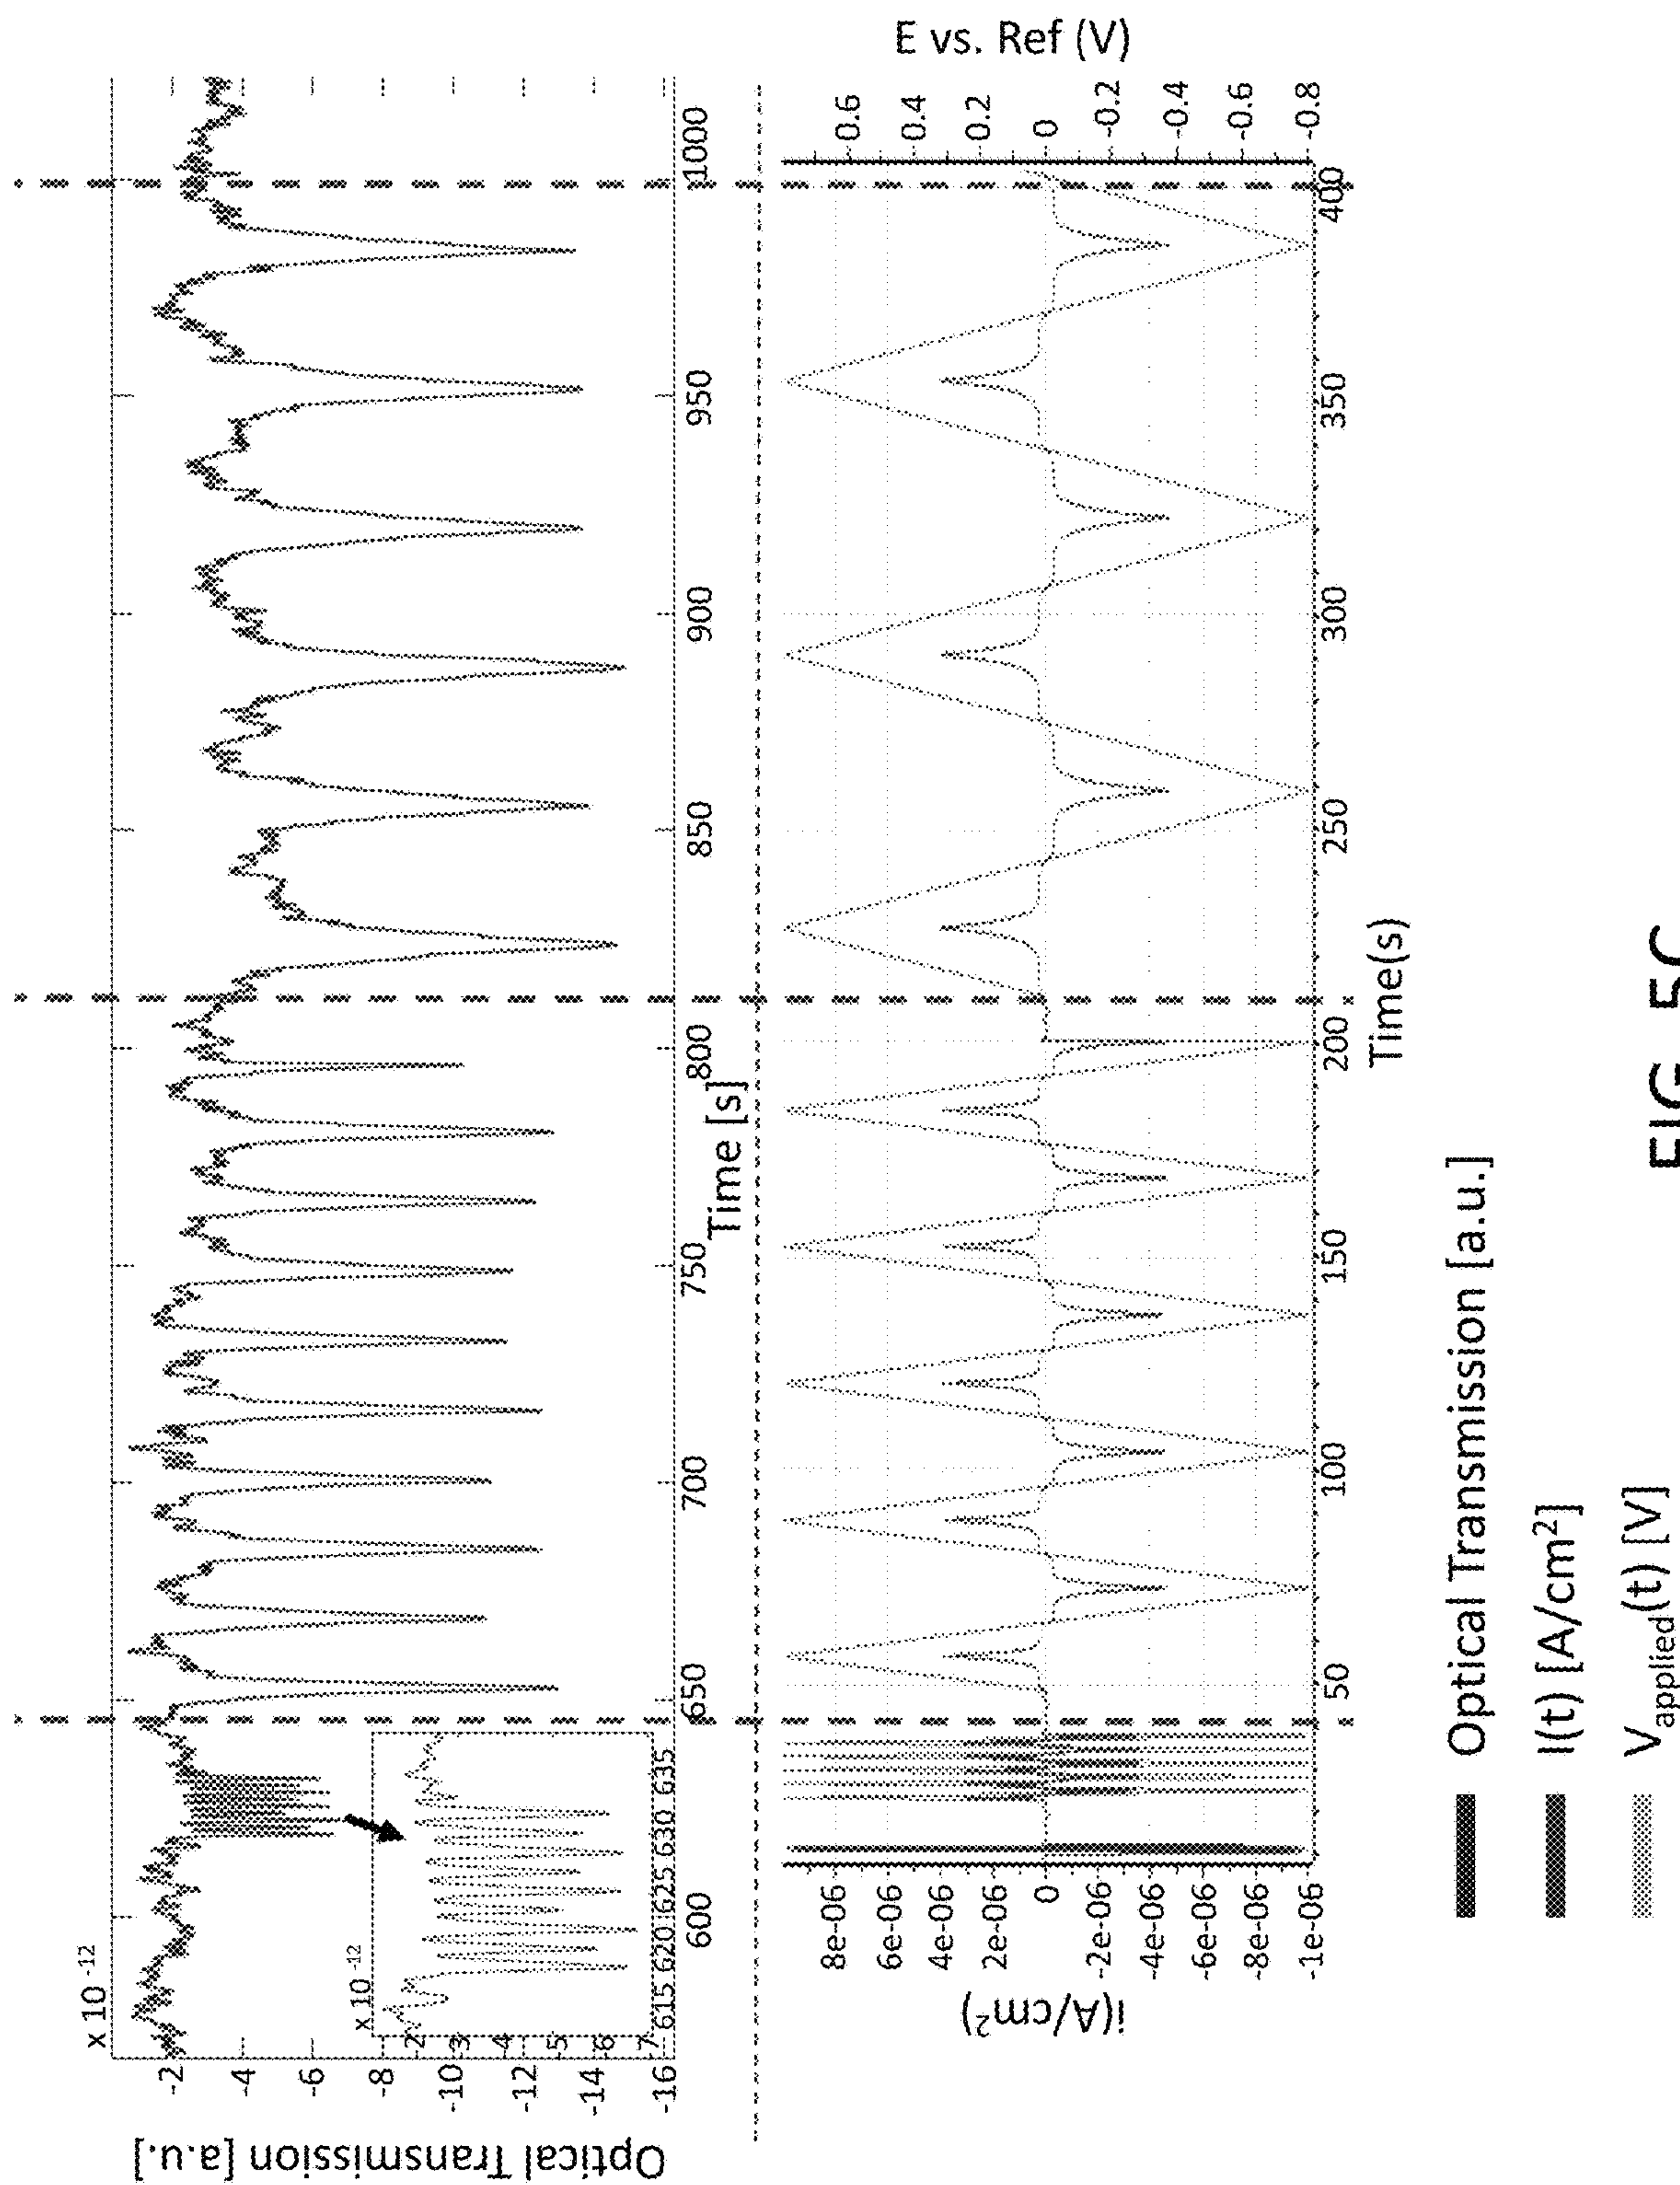 x 10 -12
Optical Transmission [a.u.]
-2
-4
-6
-8
-10
-12
-14
-16
x 10 -12
-2
-3
-4
-5
-6
-7
615 620 625 630 635
600 650 700 750 800 850 900 950 1000
Time [s]
i(A/cm²)
8e-06
6e-06
4e-06
2e-06
0
-2e-06
-4e-06
-6e-06
-8e-06
-1e-06
E vs. Ref (V)
-0.6
-0.4
-0.2
0
-0.2
-0.4
-0.6
-0.8
50 100 150 200 250 300 350 400
Time(s)
Optical Transmission [a.u.]
I(t) [A/cm²]
Vapplied(t) [V]
FIG. 5C